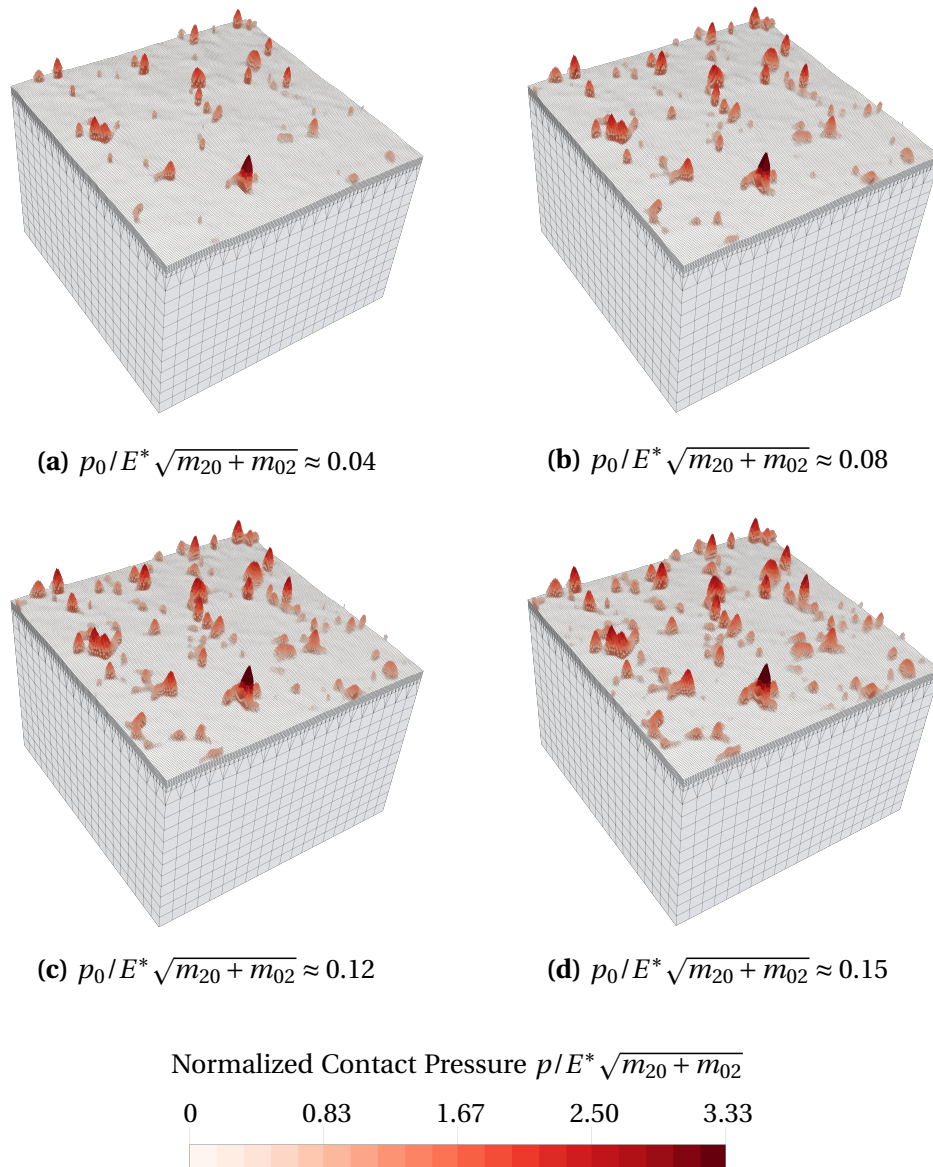 (a) p₀/E* √(m₂₀ + m₀₂) ≈ 0.04
(b) p₀/E* √(m₂₀ + m₀₂) ≈ 0.08
(c) p₀/E* √(m₂₀ + m₀₂) ≈ 0.12
(d) p₀/E* √(m₂₀ + m₀₂) ≈ 0.15
Normalized Contact Pressure p/E* √(m₂₀ + m₀₂)
0 0.83 1.67 2.50 3.33